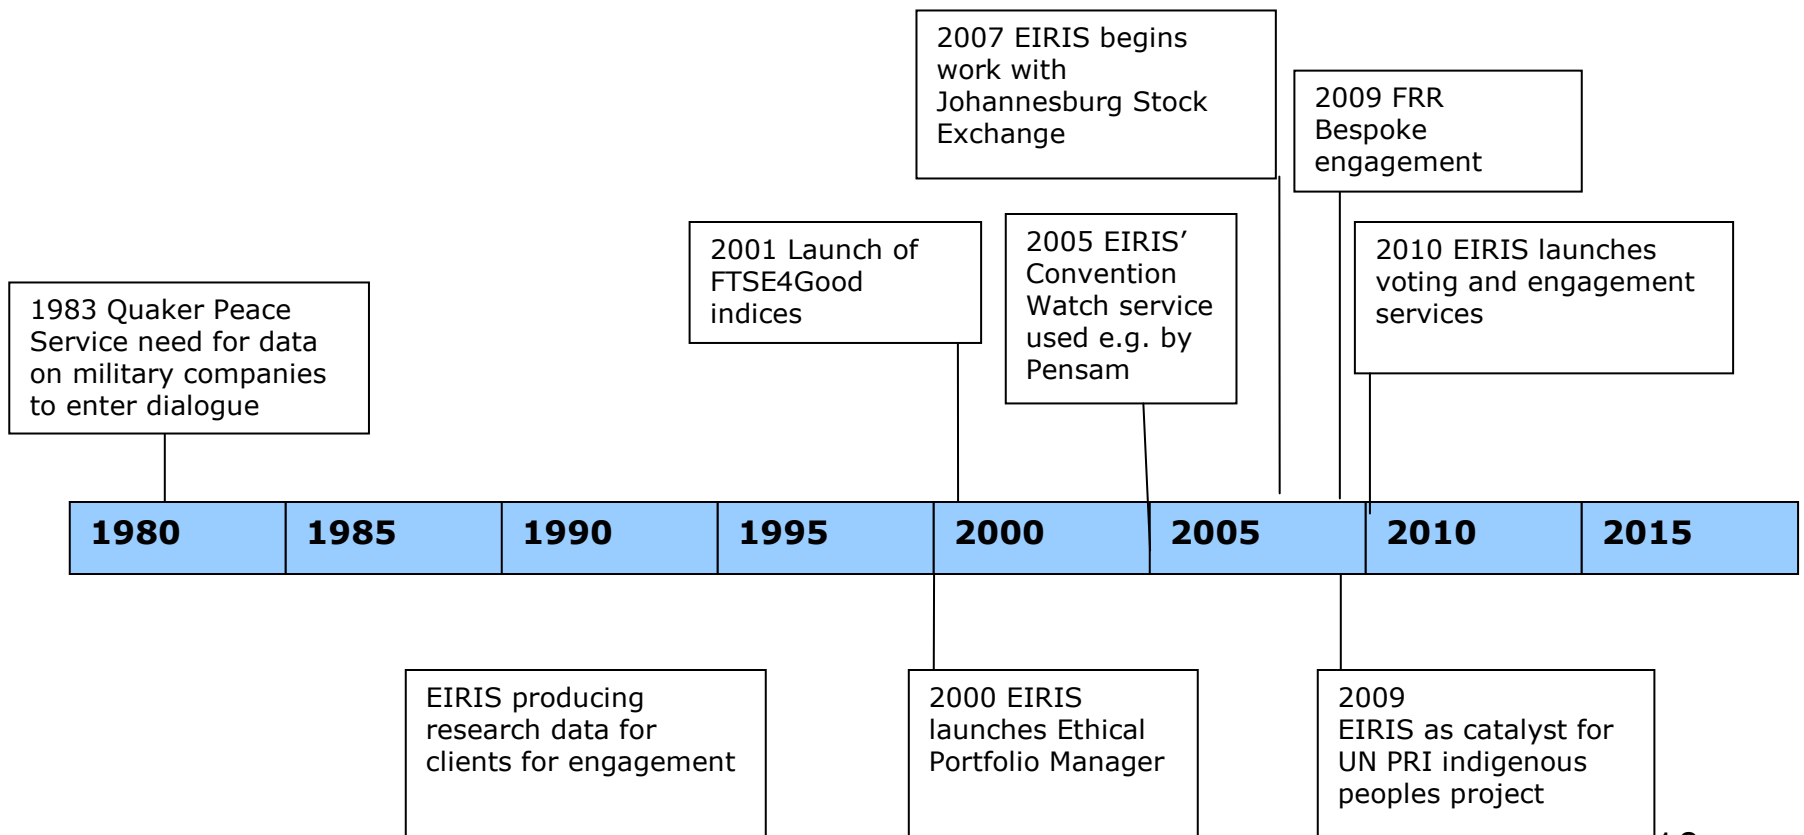 2007 EIRIS begins
work with
Johannesburg Stock
Exchange
2009 FRR
Bespoke
engagement
2001 Launch of
FTSE4Good
indices
2005 EIRIS’
Convention
Watch service
used e.g. by
Pensam
2010 EIRIS launches
voting and engagement
services
1983 Quaker Peace
Service need for data
on military companies
to enter dialogue
1980 1985 1990 1995 2000 2005 2010 2015
EIRIS producing
research data for
clients for engagement
2000 EIRIS
launches Ethical
Portfolio Manager
2009
EIRIS as catalyst for
UN PRI indigenous
peoples project